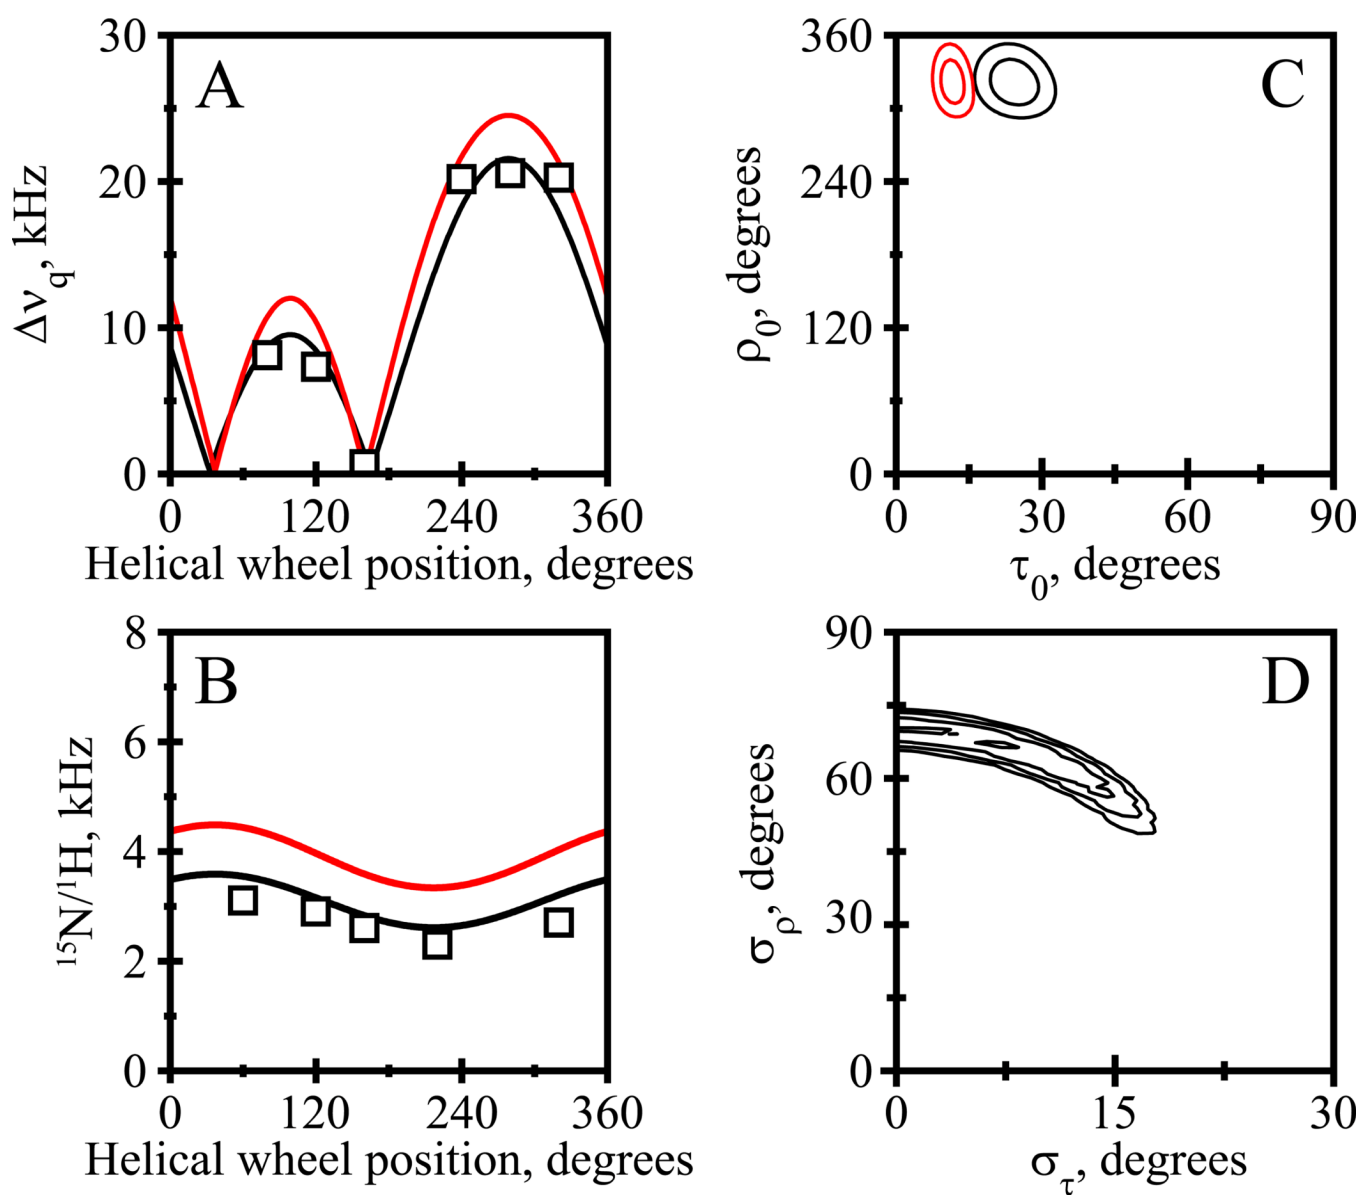 A
30
20
10
0
Δν_q, kHz
0 120 240 360
Helical wheel position, degrees
C
360
240
120
0
ρ_0, degrees
0 30 60 90
τ_0, degrees
B
8
6
4
2
0
¹⁵N/¹H, kHz
0 120 240 360
Helical wheel position, degrees
D
90
60
30
0
σ_ρ, degrees
0 15 30
σ_τ, degrees